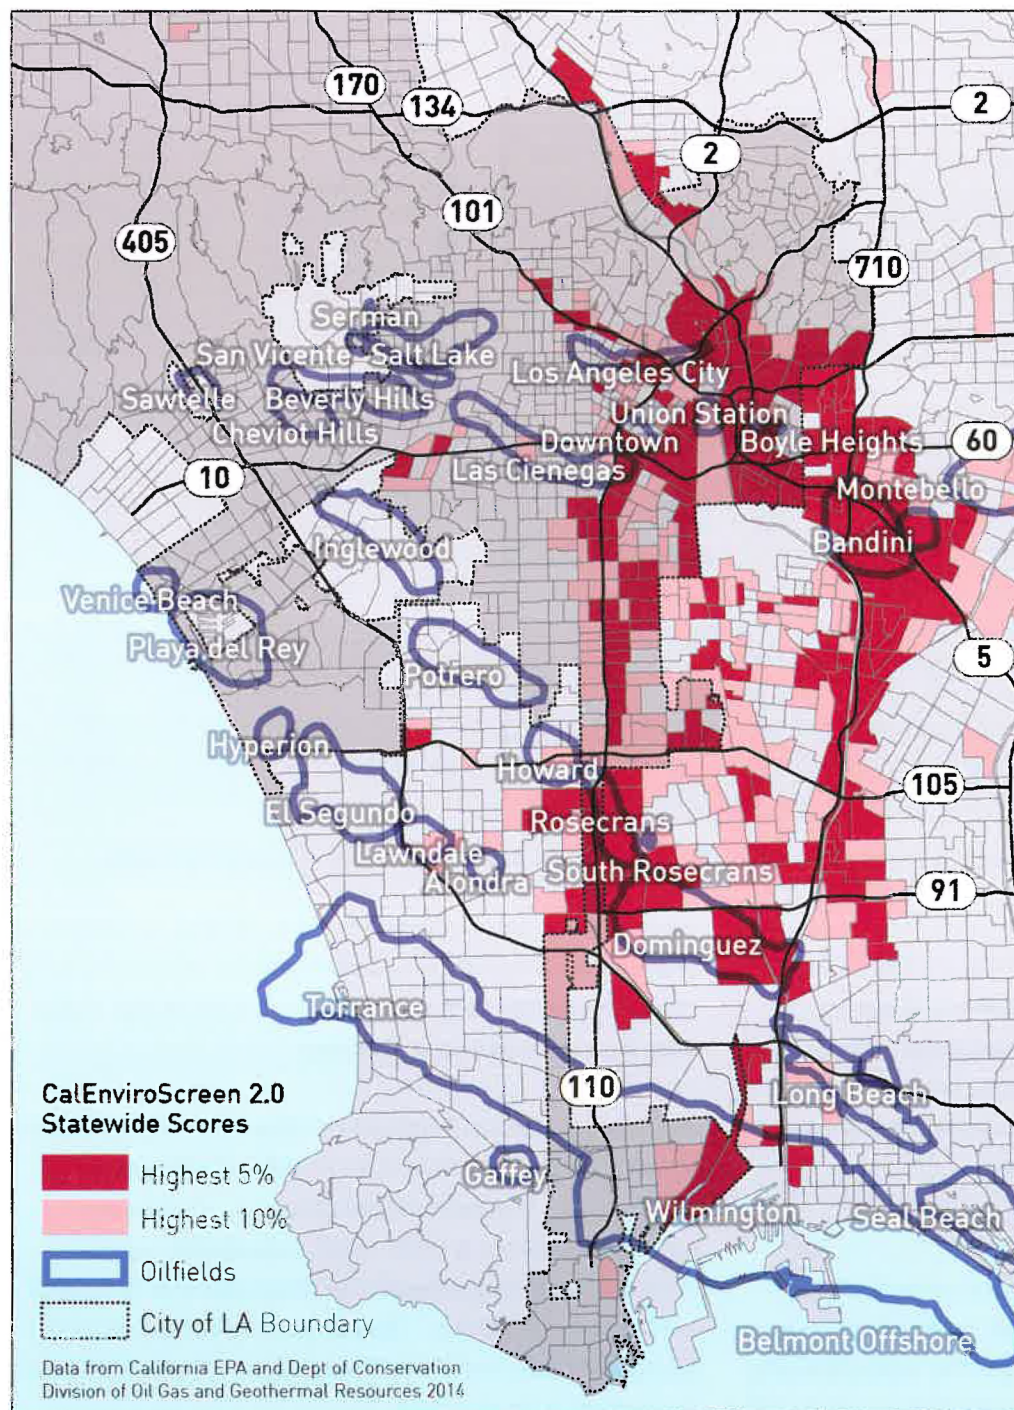 170
134
2
2
101
405
710
Serman
San Vicente
Salt Lake
Los Angeles City
Sawtelle
Beverly Hills
Union Station
Cheviot Hills
Downtown
Boyle Heights
60
Las Cienegas
10
Montebello
Inglewood
Bandini
Venice Beach
Playa del Rey
5
Potrero
Hyperion
Howard
105
El Segundo
Rosecrans
Lawndale
Alondra
South Rosecrans
91
Dominguez
Torrance
110
Long Beach
Gaffey
Wilmington
Seal Beach
Belmont Offshore
CalEnviroScreen 2.0
Statewide Scores
Highest 5%
Highest 10%
Oilfields
City of LA Boundary
Data from California EPA and Dept of Conservation
Division of Oil Gas and Geothermal Resources 2014